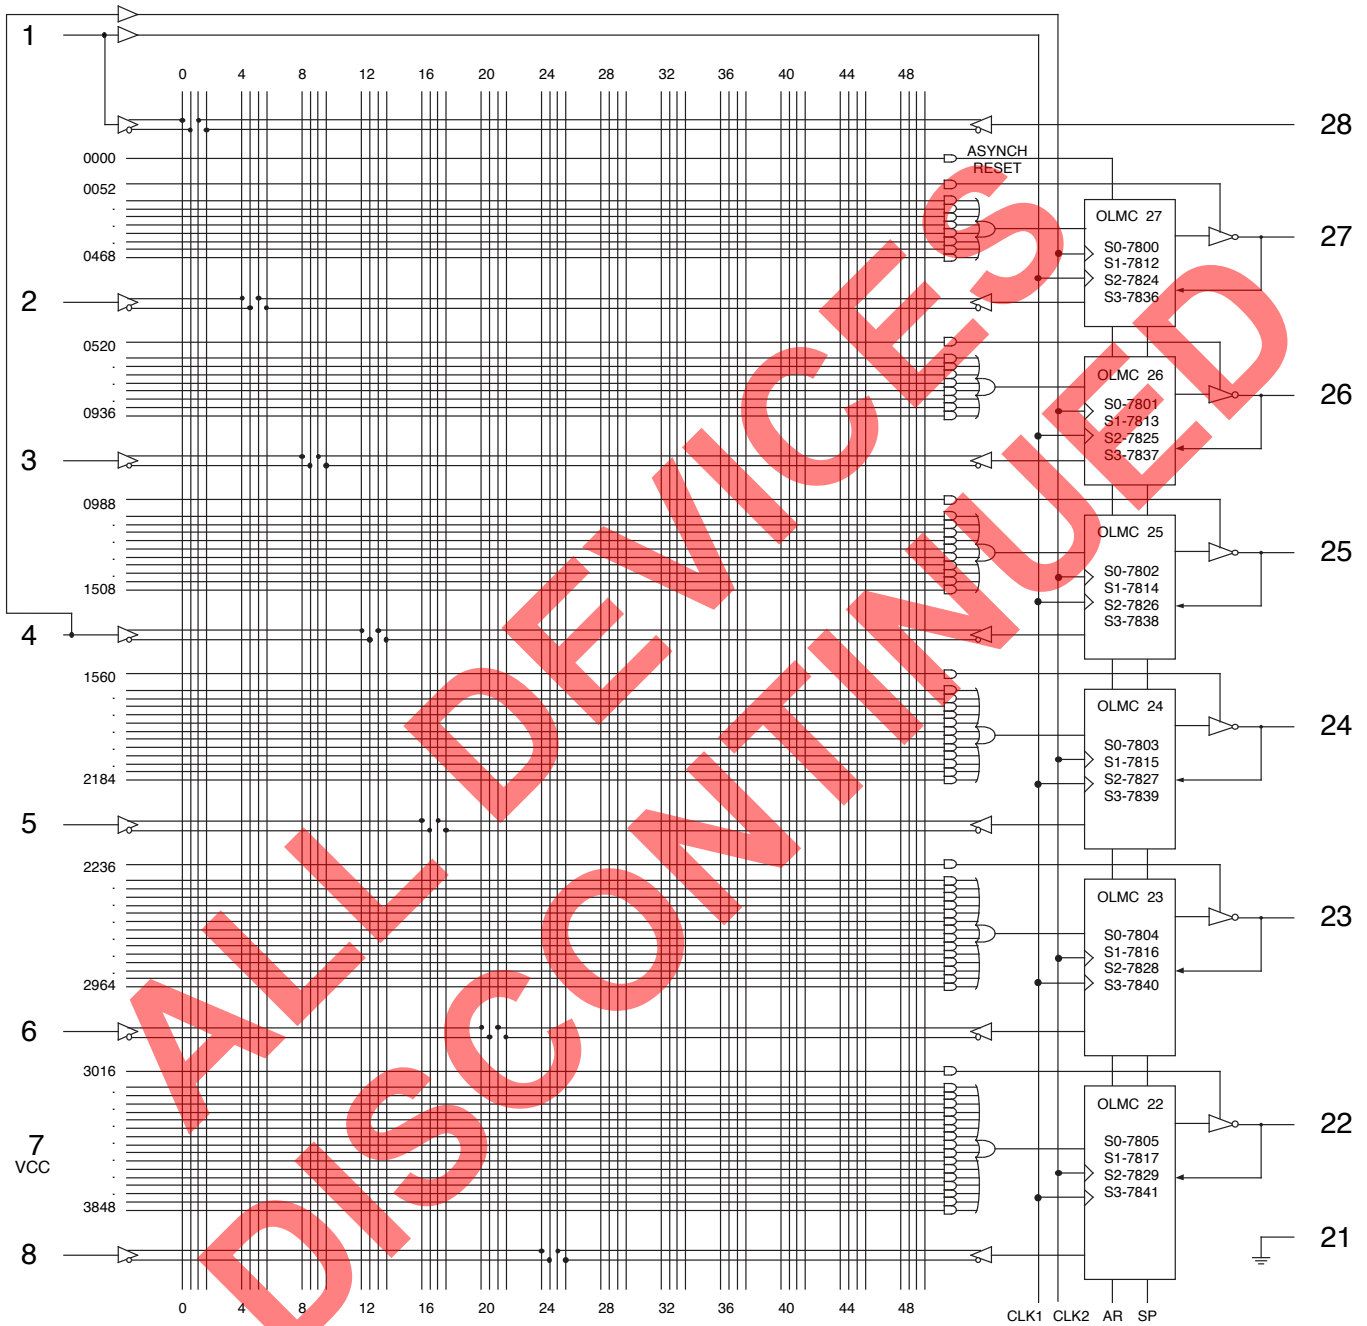 1
0 4 8 12 16 20 24 28 32 36 40 44 48
28
0000
ASYNCH
RESET
0052
.
.
.
0468
OLMC 27
S0-7800
S1-7812
S2-7824
S3-7836
27
2
0520
.
.
.
0936
OLMC 26
S0-7801
S1-7813
S2-7825
S3-7837
26
3
0988
.
.
.
1508
OLMC 25
S0-7802
S1-7814
S2-7826
S3-7838
25
4
1560
.
.
.
2184
OLMC 24
S0-7803
S1-7815
S2-7827
S3-7839
24
5
2236
.
.
.
.
2964
OLMC 23
S0-7804
S1-7816
S2-7828
S3-7840
23
6
3016
.
.
.
.
3848
OLMC 22
S0-7805
S1-7817
S2-7829
S3-7841
22
7
VCC
8
21
0 4 8 12 16 20 24 28 32 36 40 44 48
CLK1 CLK2 AR SP
ALL DEVICES
DISCONTINUED